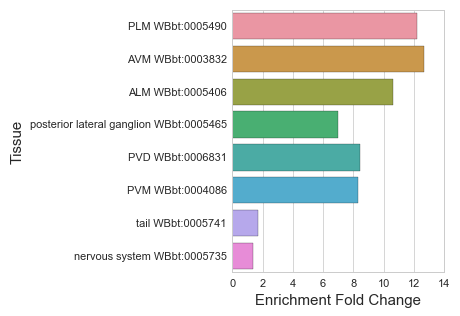 PLM WBbt:0005490
AVM WBbt:0003832
ALM WBbt:0005406
posterior lateral ganglion WBbt:0005465
PVD WBbt:0006831
PVM WBbt:0004086
tail WBbt:0005741
nervous system WBbt:0005735
Tissue
0 2 4 6 8 10 12 14
Enrichment Fold Change